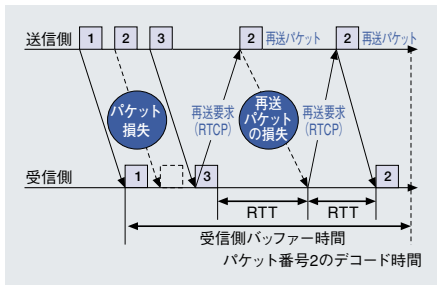 送信側 1 2 3 2 再送パケット 2 再送パケット
パケット損失
再送要求(RTCP)
再送パケットの損失
再送要求(RTCP)
受信側 1 3 2
RTT RTT
受信側バッファー時間
パケット番号2のデコード時間